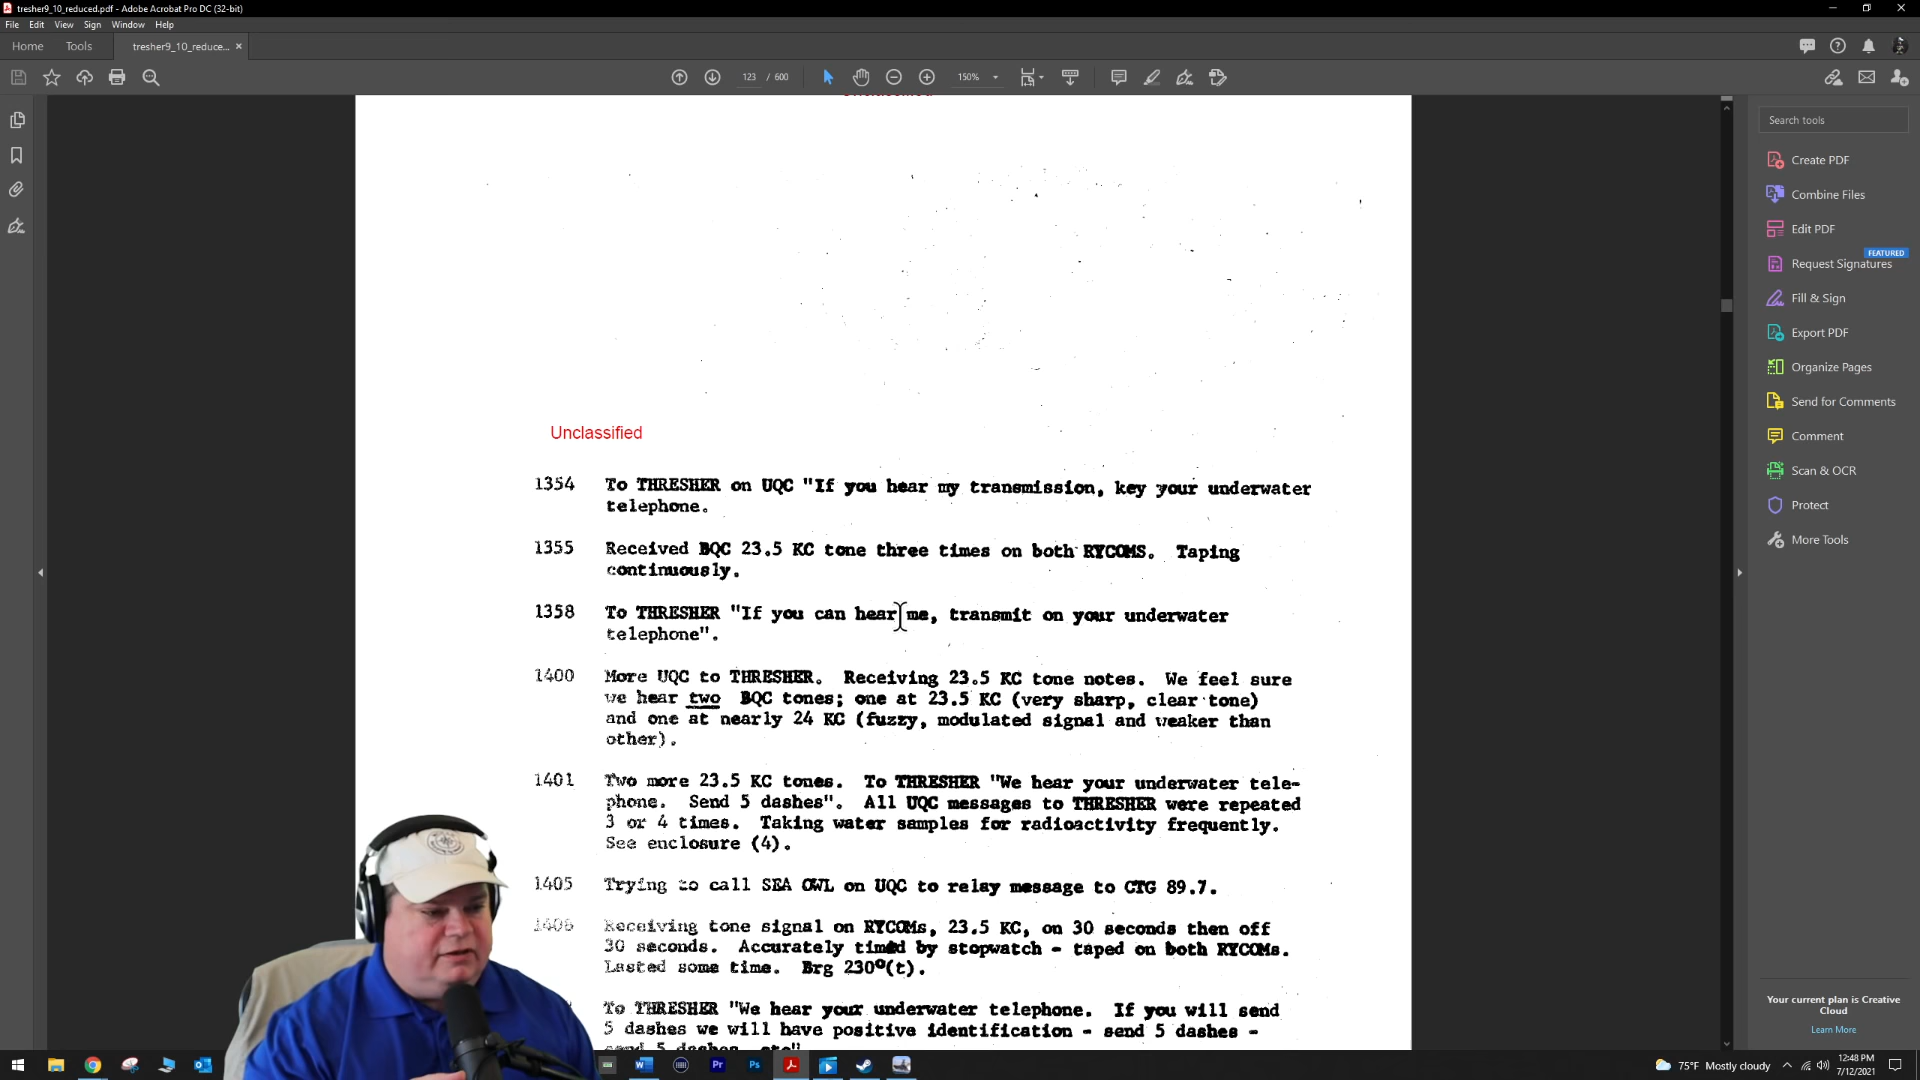 tresher9_10_reduced.pdf - Adobe Acrobat Pro DC (32-bit)
File Edit View Sign Window Help
Home Tools tresher9_10_reduce... ×
123 / 600 150%
Search tools
Create PDF
Combine Files
Edit PDF
FEATURED
Request Signatures
Fill & Sign
Export PDF
Organize Pages
Send for Comments
Comment
Scan & OCR
Protect
More Tools
Your current plan is Creative
Cloud
Learn More
Unclassified
1354 To THRESHER on UQC "If you hear my transmission, key your underwater
telephone.
1355 Received BQC 23.5 KC tone three times on both RYCOMS. Taping
continuously.
1358 To THRESHER "If you can hear me, transmit on your underwater
telephone".
1400 More UQC to THRESHER. Receiving 23.5 KC tone notes. We feel sure
we hear two BQC tones; one at 23.5 KC (very sharp, clear tone)
and one at nearly 24 KC (fuzzy, modulated signal and weaker than
other).
1401 Two more 23.5 KC tones. To THRESHER "We hear your underwater tele-
phone. Send 5 dashes". All UQC messages to THRESHER were repeated
3 or 4 times. Taking water samples for radioactivity frequently.
See enclosure (4).
1405 Trying to call SEA OWL on UQC to relay message to CTG 89.7.
1406 Receiving tone signal on RYCOMs, 23.5 KC, on 30 seconds then off
30 seconds. Accurately timed by stopwatch - taped on both RYCOMs.
Lasted some time. Brg 230°(t).
To THRESHER "We hear your underwater telephone. If you will send
5 dashes we will have positive identification - send 5 dashes -
send 5 dashes, etc"
75°F Mostly cloudy
12:48 PM
7/12/2021